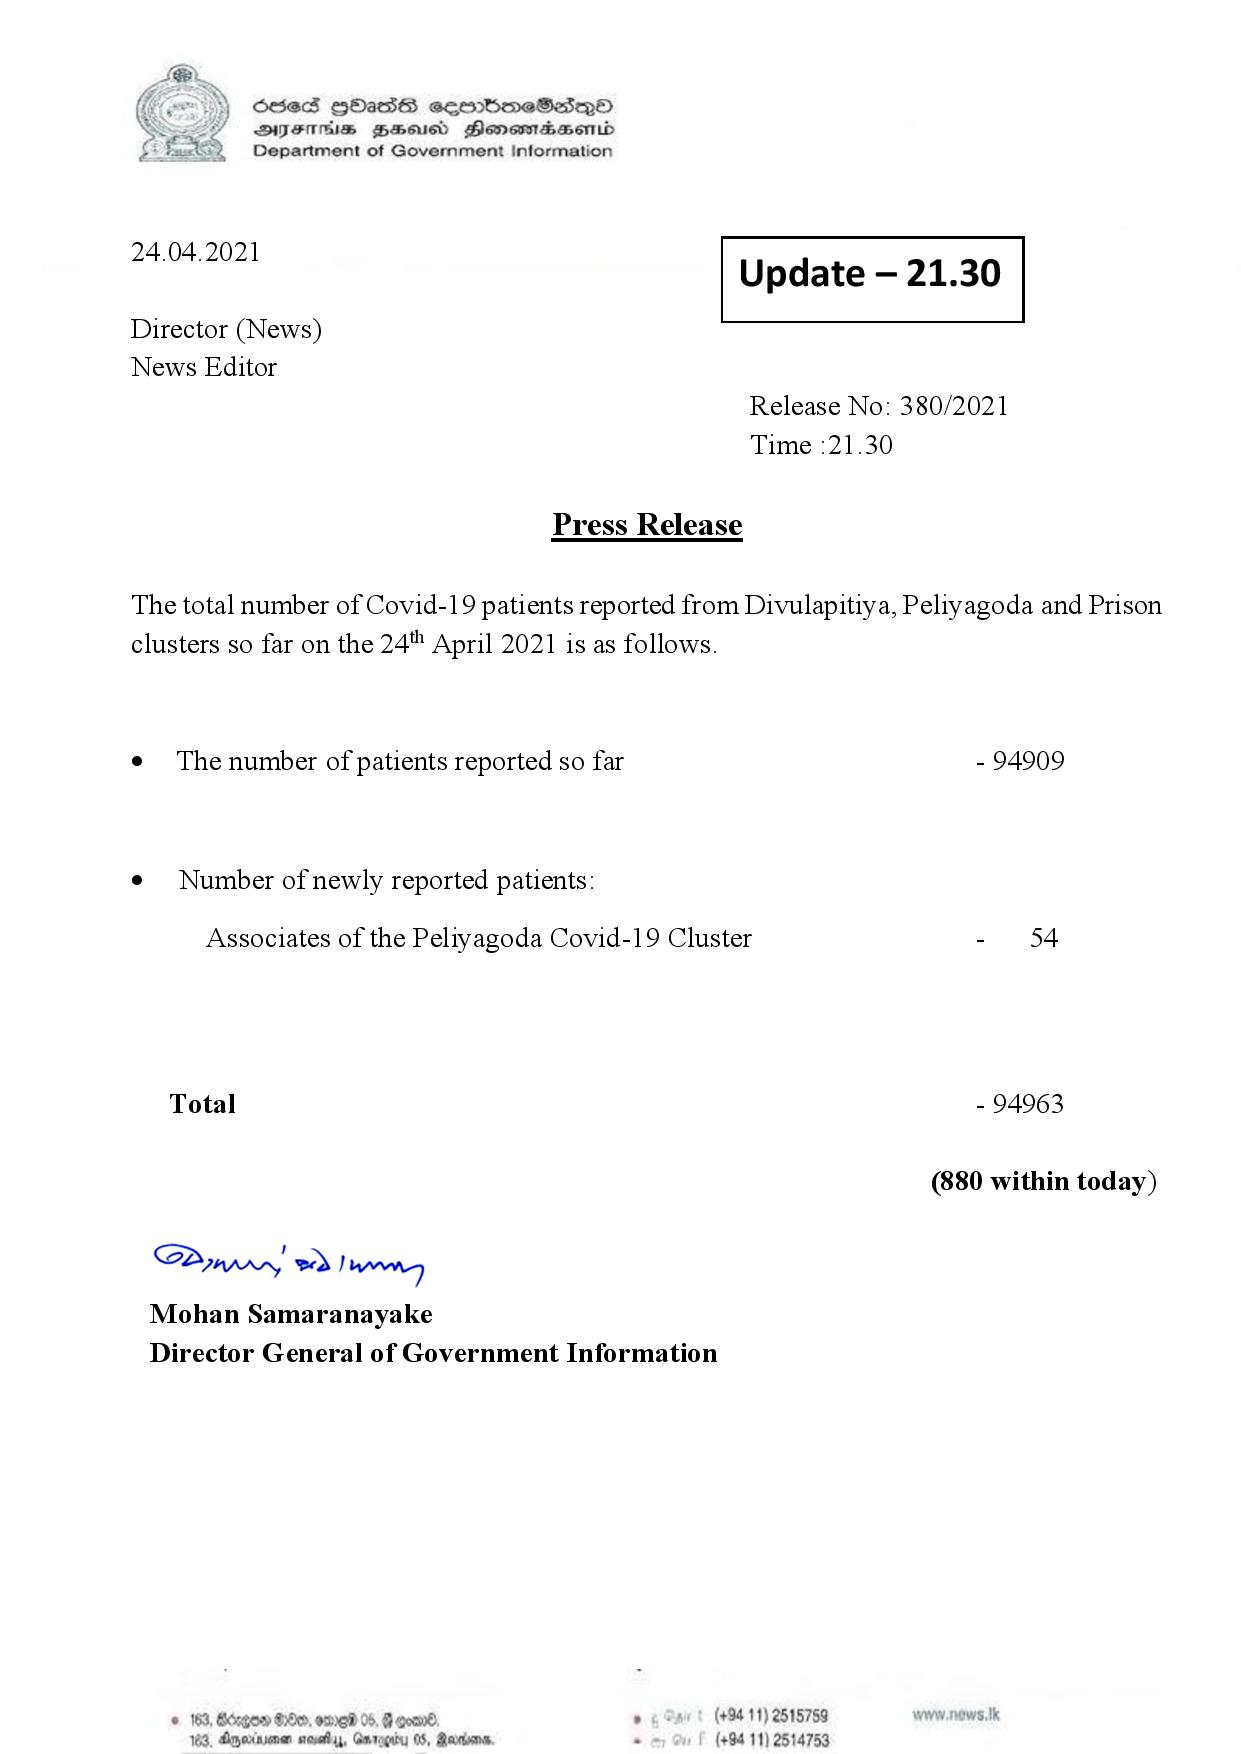 රජයේ ප්‍රවෘත්ති දෙපාර්තමේන්තුව
அரசாங்க தகவல் திணைக்களம்
Department of Government Information
24.04.2021
Update – 21.30
Director (News)
News Editor
Release No: 380/2021
Time :21.30
Press Release
The total number of Covid-19 patients reported from Divulapitiya, Peliyagoda and Prison
clusters so far on the 24th April 2021 is as follows.
• The number of patients reported so far - 94909
• Number of newly reported patients:
Associates of the Peliyagoda Covid-19 Cluster - 54
Total - 94963
(880 within today)
Mohan Samaranayake
Director General of Government Information
• 163, කිරුලපන මාවත, කොළඹ 05, ශ්‍රී ලංකාව.
163, கிருலப்பனை எவனியூ, கொழும்பு 05, இலங்கை.
• (+94 11) 2515759
• (+94 11) 2514753
www.news.lk